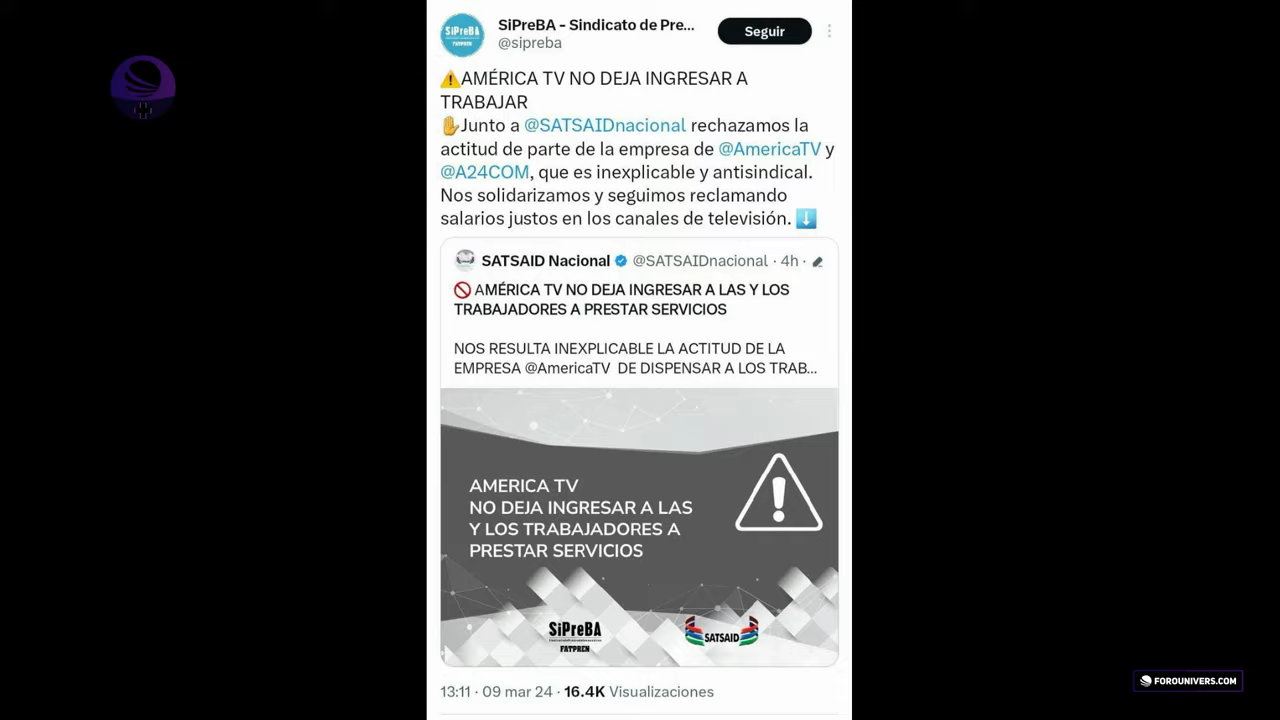 SiPreBA - Sindicato de Pre...
@sipreba
Seguir
SiPreBA
FATPREN
⚠️AMÉRICA TV NO DEJA INGRESAR A
TRABAJAR
✋Junto a @SATSAIDnacional rechazamos la
actitud de parte de la empresa de @AmericaTV y
@A24COM, que es inexplicable y antisindical.
Nos solidarizamos y seguimos reclamando
salarios justos en los canales de televisión. ⬇️
SATSAID Nacional @SATSAIDnacional · 4h ·
🚫 AMÉRICA TV NO DEJA INGRESAR A LAS Y LOS
TRABAJADORES A PRESTAR SERVICIOS
NOS RESULTA INEXPLICABLE LA ACTITUD DE LA
EMPRESA @AmericaTV DE DISPENSAR A LOS TRAB...
AMERICA TV
NO DEJA INGRESAR A LAS
Y LOS TRABAJADORES A
PRESTAR SERVICIOS
SiPreBA
FATPREN
SATSAID
13:11 · 09 mar 24 · 16.4K Visualizaciones
FOROUNIVERS.COM